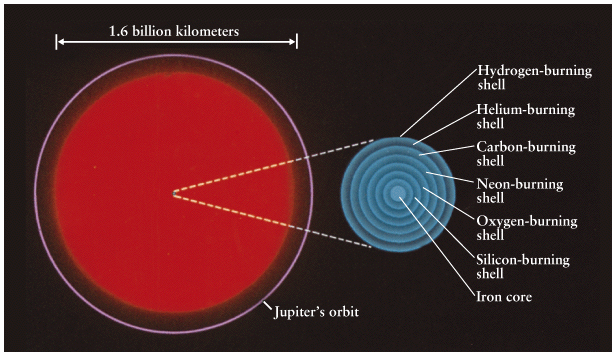 1.6 billion kilometers
Hydrogen-burning
shell
Helium-burning
shell
Carbon-burning
shell
Neon-burning
shell
Oxygen-burning
shell
Silicon-burning
shell
Iron core
Jupiter's orbit